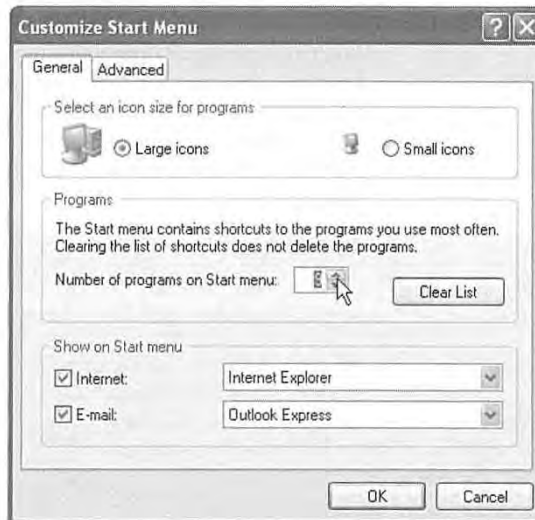 Customize Start Menu
General Advanced
Select an icon size for programs
Large icons Small icons
Programs
The Start menu contains shortcuts to the programs you use most often.
Clearing the list of shortcuts does not delete the programs.
Number of programs on Start menu:
Clear List
Show on Start menu
Internet: Internet Explorer
E-mail: Outlook Express
OK Cancel